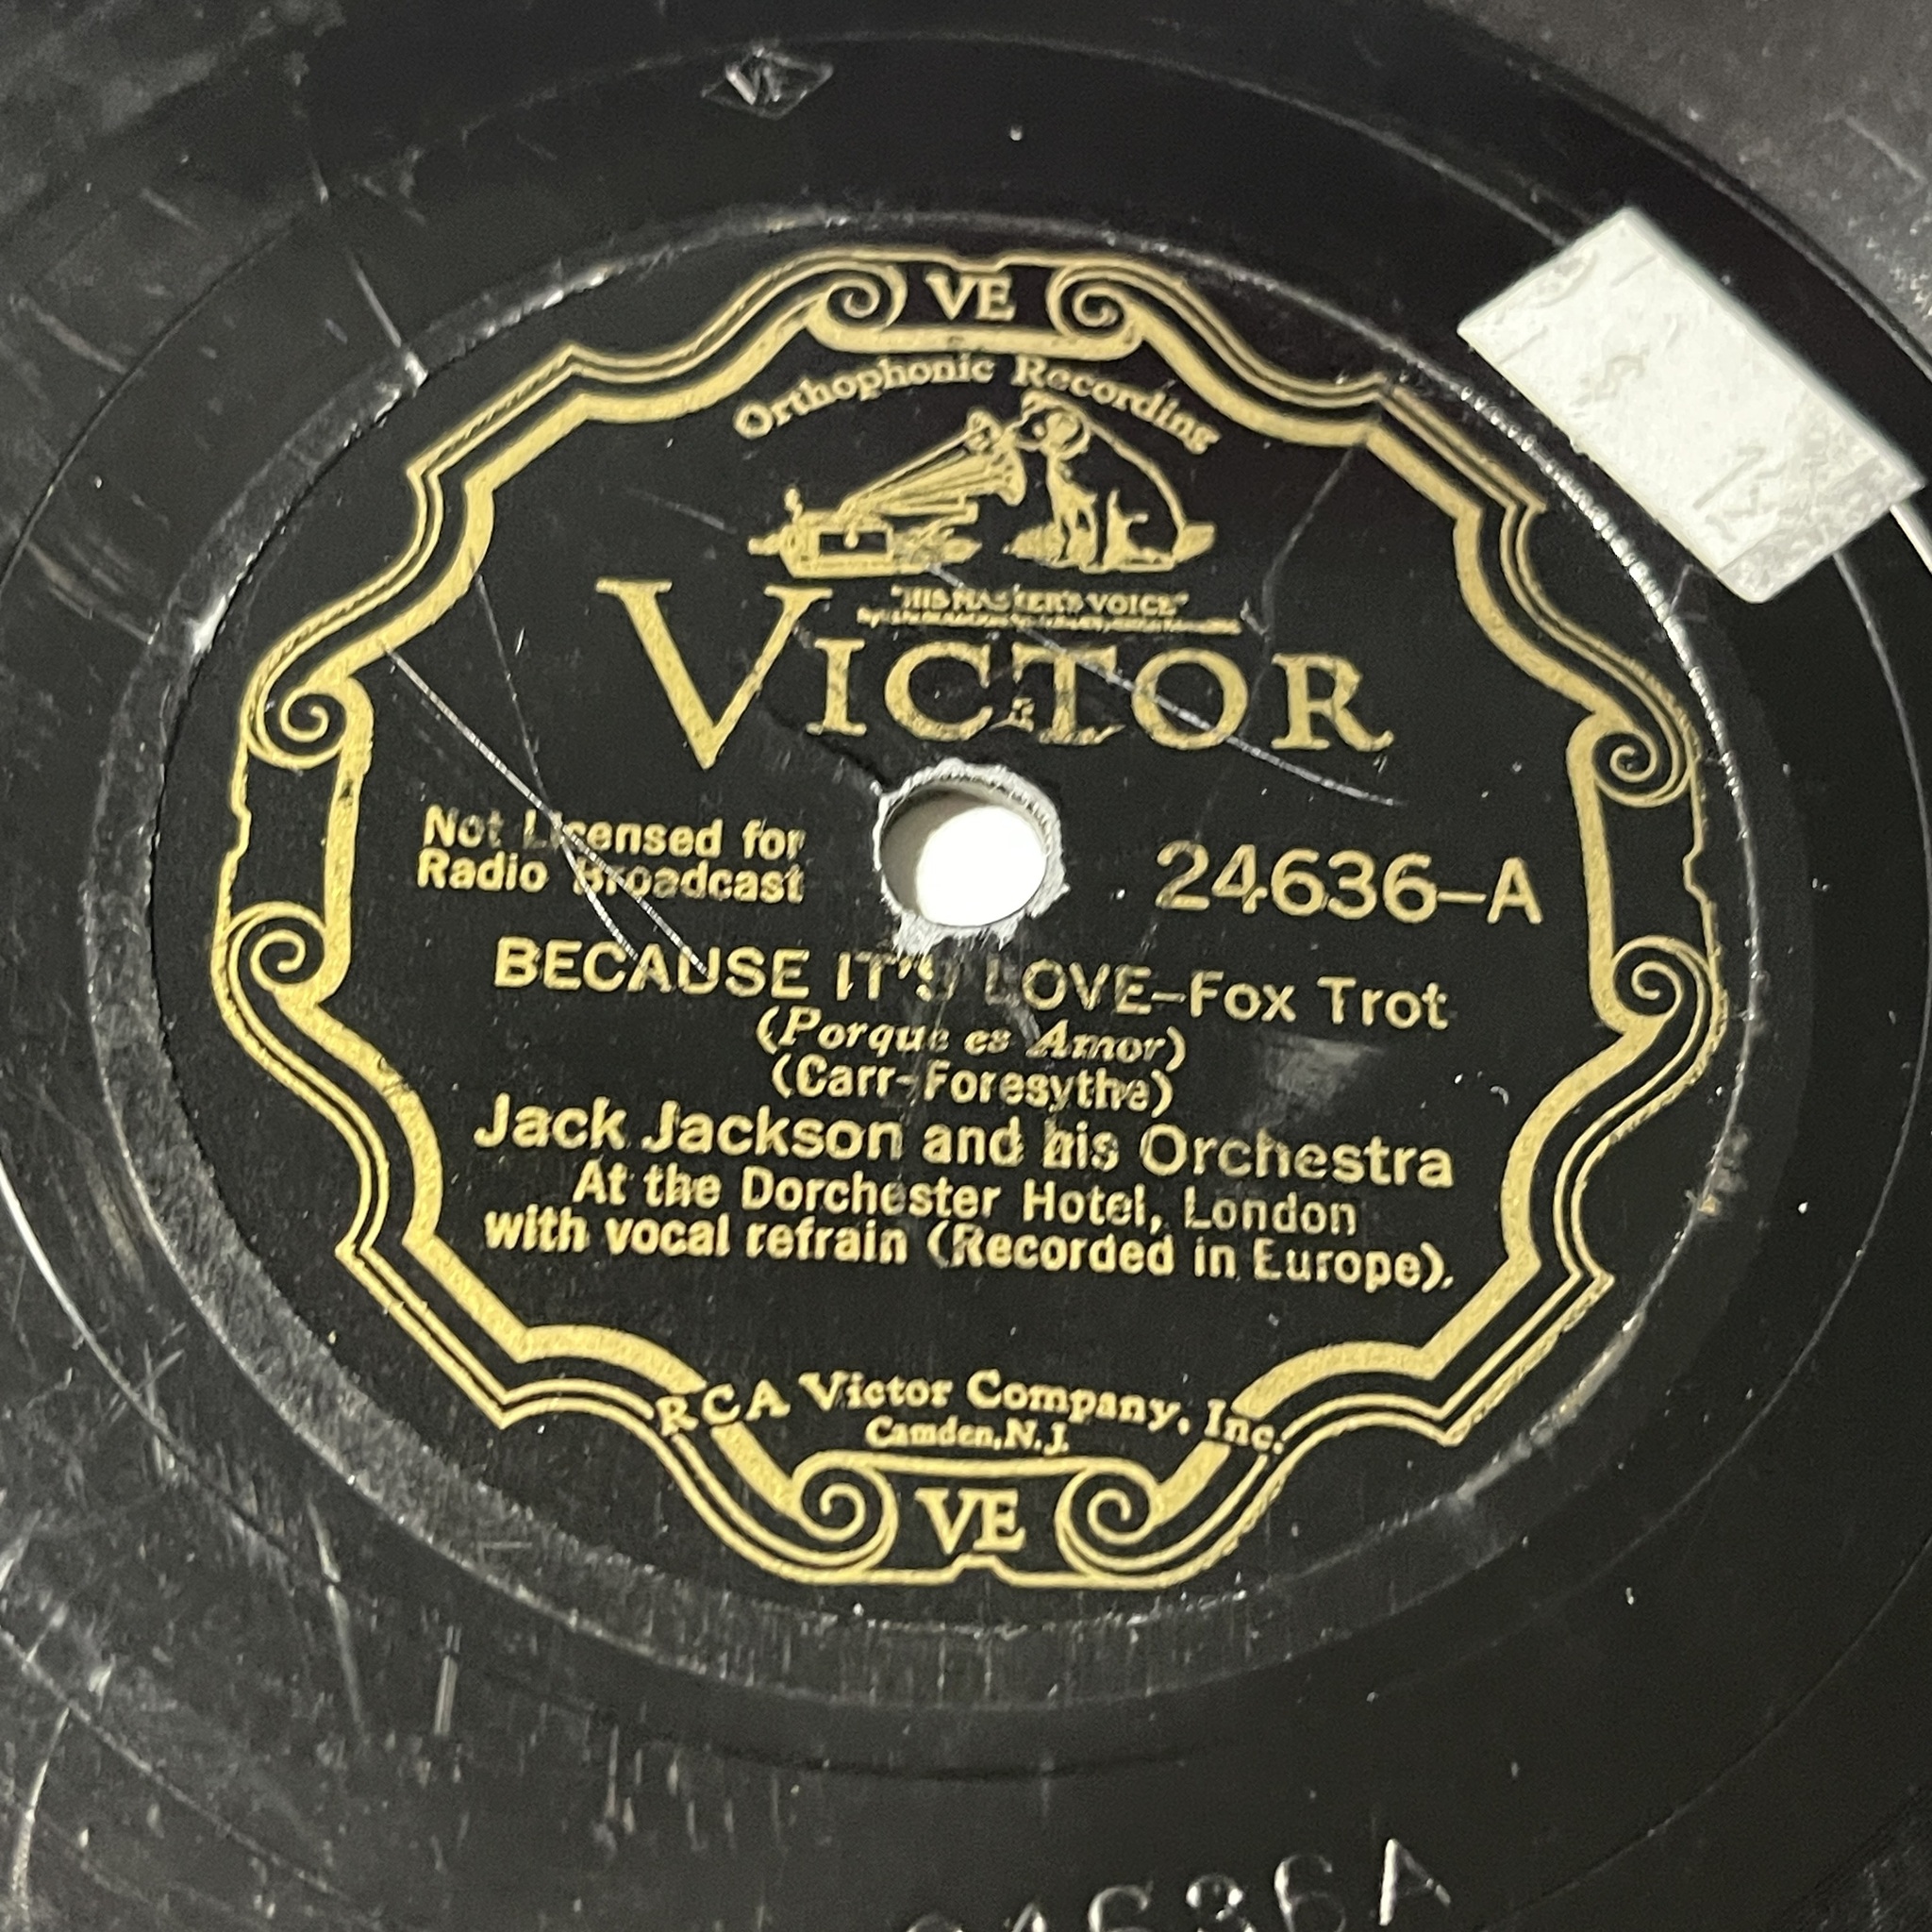 VE
VE
Orthophonic Recording
"HIS MASTER'S VOICE"
VICTOR
Not Licensed for
Radio Broadcast
24636-A
BECAUSE IT'S LOVE-Fox Trot
(Porque es Amor)
(Carr-Foresythe)
Jack Jackson and his Orchestra
At the Dorchester Hotel, London
with vocal refrain (Recorded in Europe).
RCA Victor Company, Inc.
Camden, N. J.
VE
24636A